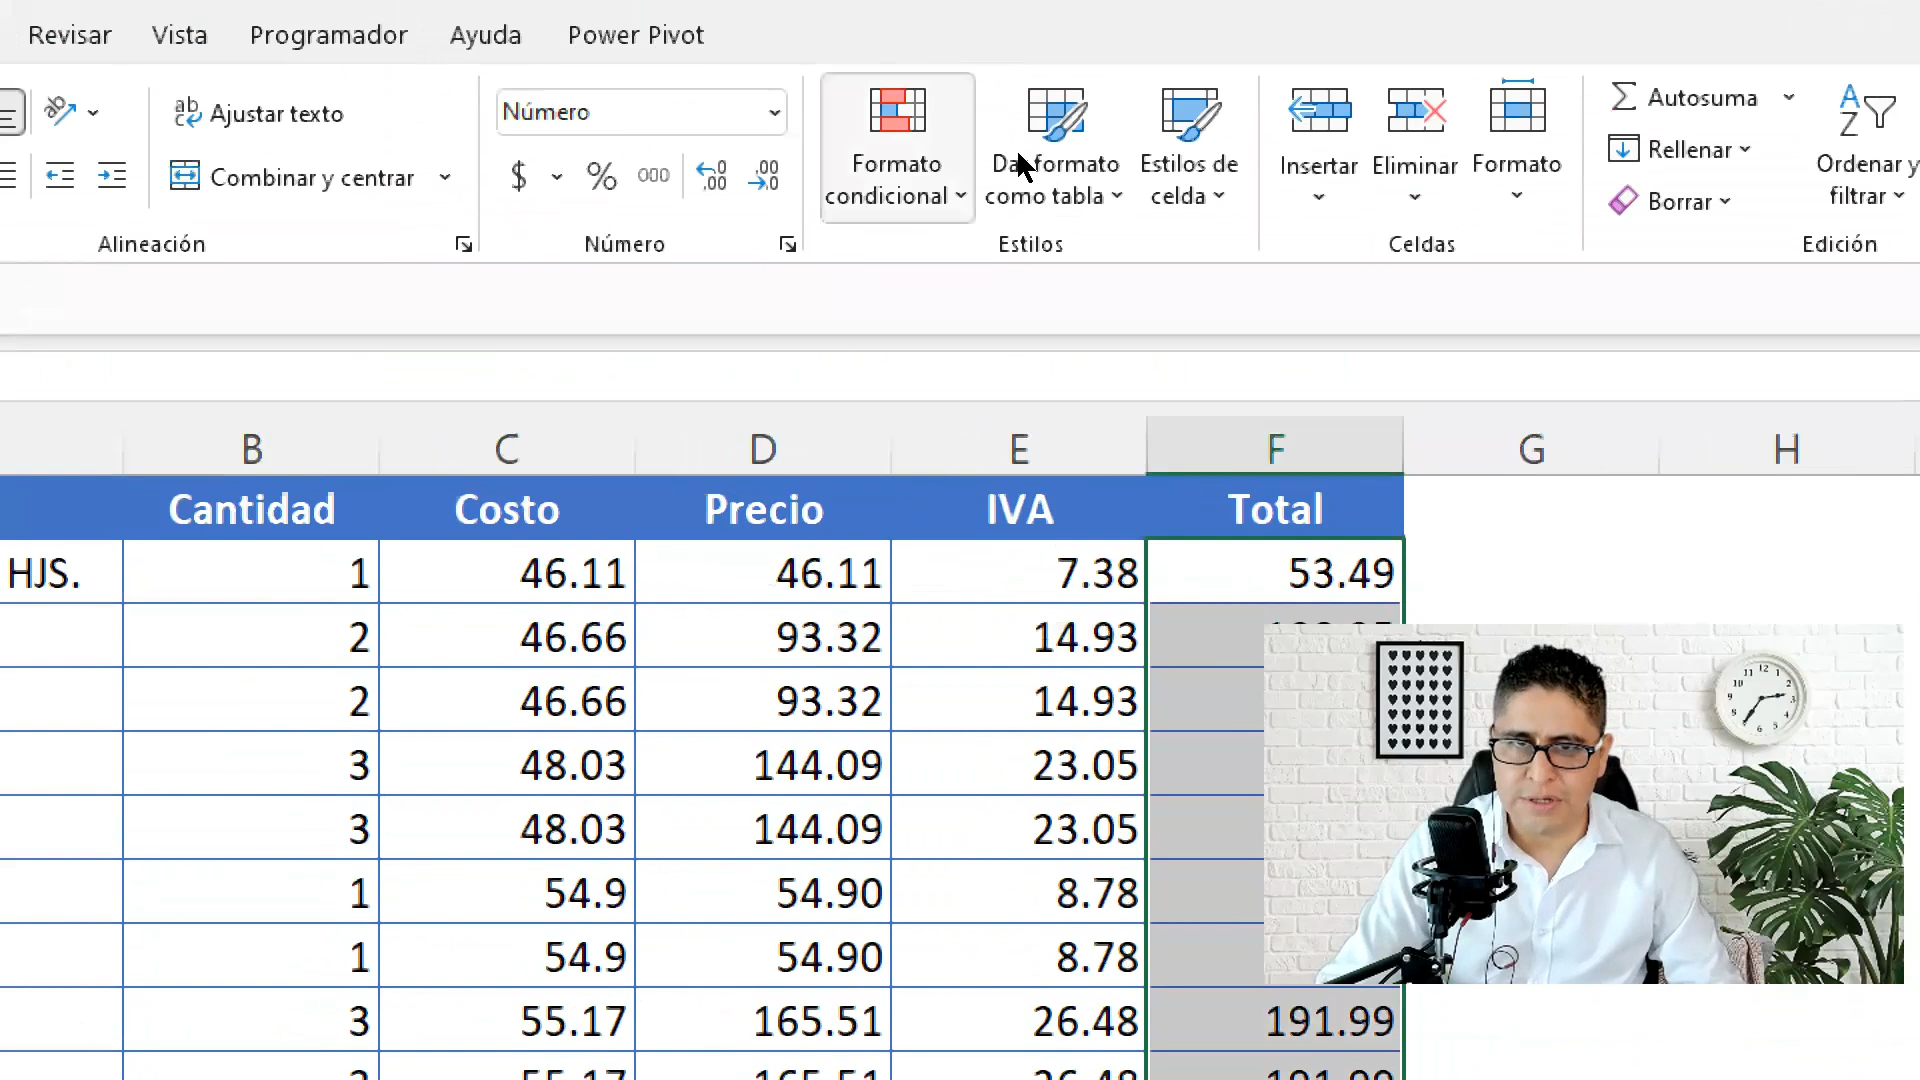 Revisar Vista Programador Ayuda Power Pivot
Ajustar texto
Combinar y centrar
Alineación
Número
$ % 000
Número
Formato condicional
Dar formato como tabla
Estilos de celda
Estilos
Insertar
Eliminar
Formato
Celdas
Autosuma
Rellenar
Borrar
Ordenar y
filtrar
Edición
B C D E F G H
Cantidad Costo Precio IVA Total
HJS. 1 46.11 46.11 7.38 53.49
2 46.66 93.32 14.93
2 46.66 93.32 14.93
3 48.03 144.09 23.05
3 48.03 144.09 23.05
1 54.9 54.90 8.78
1 54.9 54.90 8.78
3 55.17 165.51 26.48 191.99